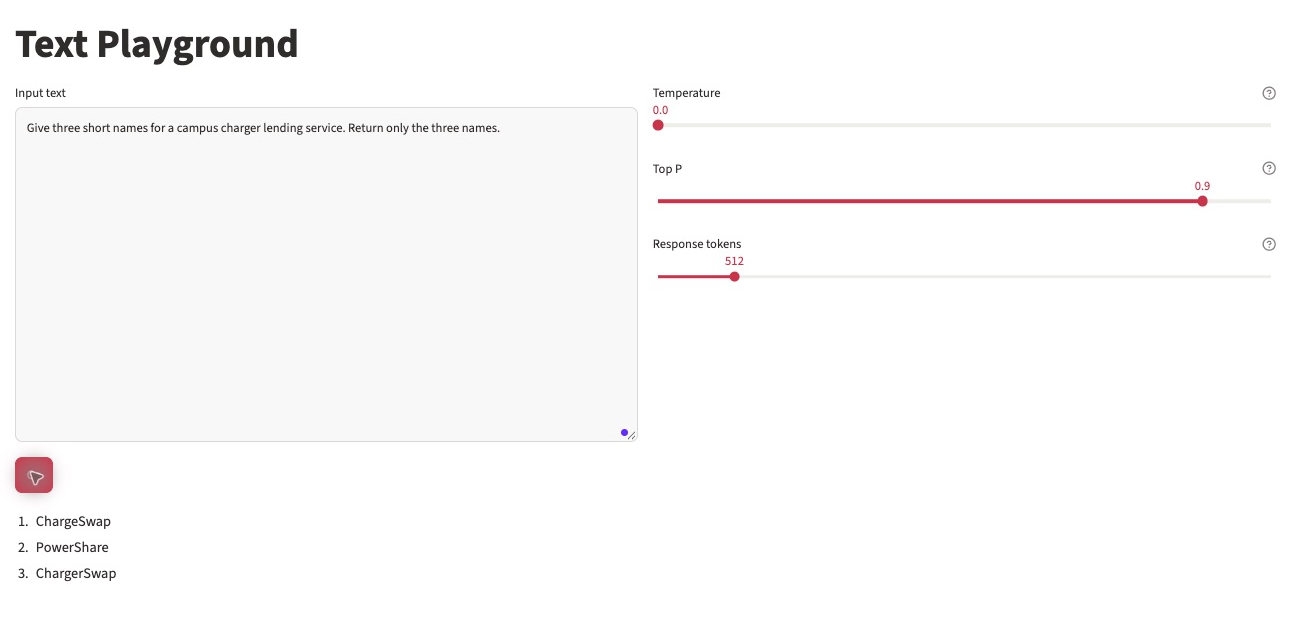 Text Playground
Input text
Give three short names for a campus charger lending service. Return only the three names.
Temperature
0.0
Top P
0.9
Response tokens
512
1. ChargeSwap
2. PowerShare
3. ChargerSwap